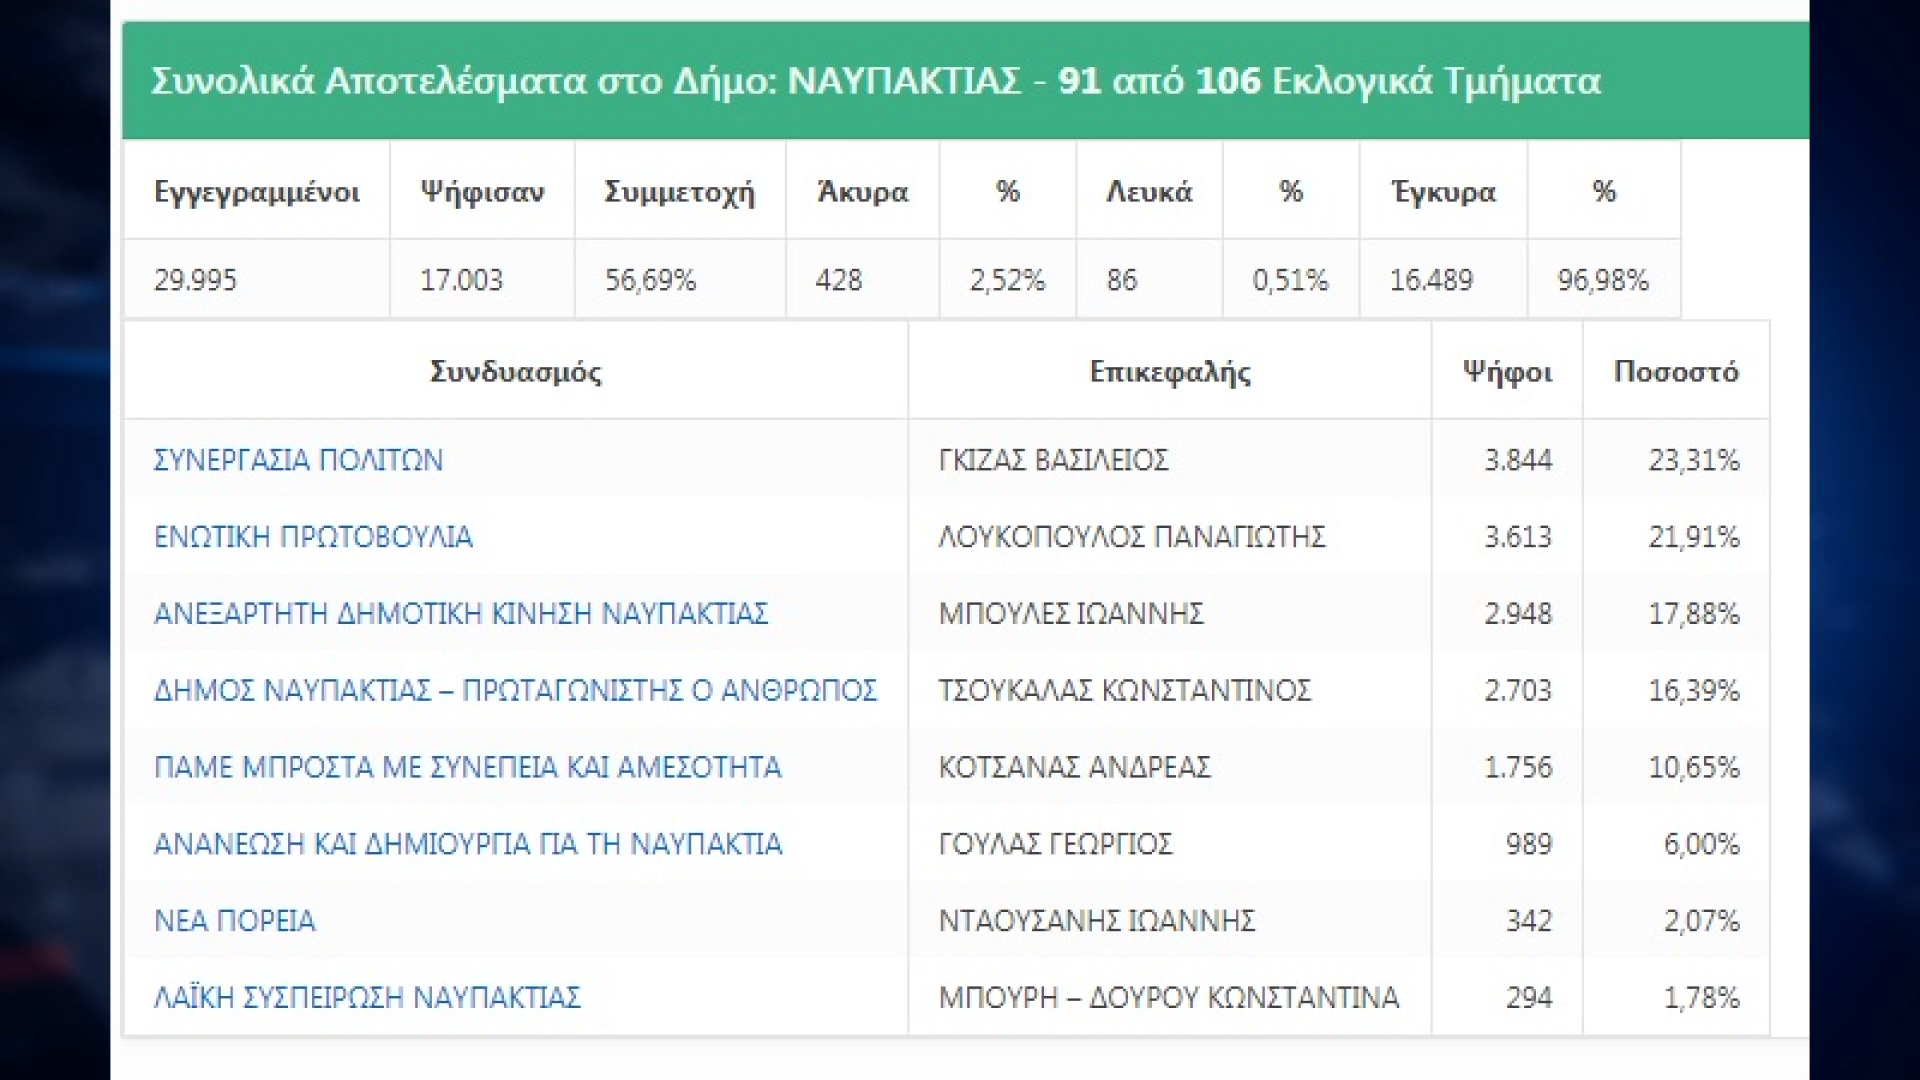 Συνολικά Αποτελέσματα στο Δήμο: ΝΑΥΠΑΚΤΙΑΣ - 91 από 106 Εκλογικά Τμήματα
Εγγεγραμμένοι Ψήφισαν Συμμετοχή Άκυρα % Λευκά % Έγκυρα %
29.995 17.003 56,69% 428 2,52% 86 0,51% 16.489 96,98%
Συνδυασμός Επικεφαλής Ψήφοι Ποσοστό
ΣΥΝΕΡΓΑΣΙΑ ΠΟΛΙΤΩΝ ΓΚΙΖΑΣ ΒΑΣΙΛΕΙΟΣ 3.844 23,31%
ΕΝΩΤΙΚΗ ΠΡΩΤΟΒΟΥΛΙΑ ΛΟΥΚΟΠΟΥΛΟΣ ΠΑΝΑΓΙΩΤΗΣ 3.613 21,91%
ΑΝΕΞΑΡΤΗΤΗ ΔΗΜΟΤΙΚΗ ΚΙΝΗΣΗ ΝΑΥΠΑΚΤΙΑΣ ΜΠΟΥΛΕΣ ΙΩΑΝΝΗΣ 2.948 17,88%
ΔΗΜΟΣ ΝΑΥΠΑΚΤΙΑΣ – ΠΡΩΤΑΓΩΝΙΣΤΗΣ Ο ΑΝΘΡΩΠΟΣ ΤΣΟΥΚΑΛΑΣ ΚΩΝΣΤΑΝΤΙΝΟΣ 2.703 16,39%
ΠΑΜΕ ΜΠΡΟΣΤΑ ΜΕ ΣΥΝΕΠΕΙΑ ΚΑΙ ΑΜΕΣΟΤΗΤΑ ΚΟΤΣΑΝΑΣ ΑΝΔΡΕΑΣ 1.756 10,65%
ΑΝΑΝΕΩΣΗ ΚΑΙ ΔΗΜΙΟΥΡΓΙΑ ΓΙΑ ΤΗ ΝΑΥΠΑΚΤΙΑ ΓΟΥΛΑΣ ΓΕΩΡΓΙΟΣ 989 6,00%
ΝΕΑ ΠΟΡΕΙΑ ΝΤΑΟΥΣΑΝΗΣ ΙΩΑΝΝΗΣ 342 2,07%
ΛΑΪΚΗ ΣΥΣΠΕΙΡΩΣΗ ΝΑΥΠΑΚΤΙΑΣ ΜΠΟΥΡΗ – ΔΟΥΡΟΥ ΚΩΝΣΤΑΝΤΙΝΑ 294 1,78%